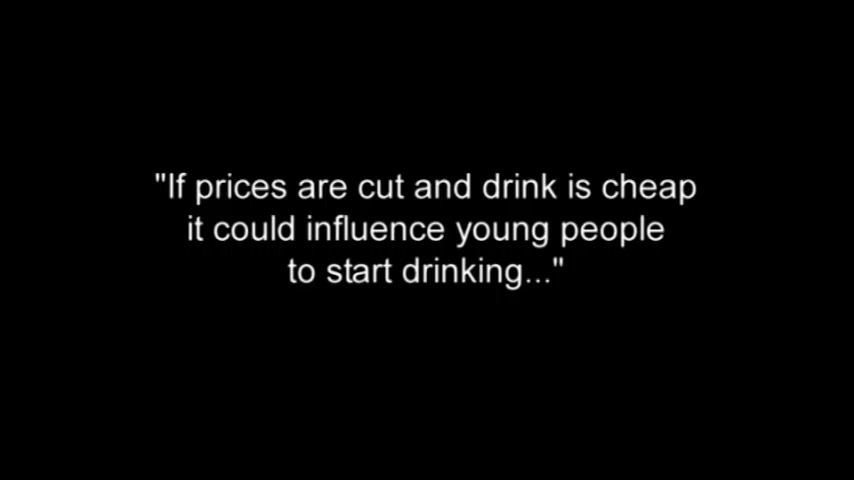 "If prices are cut and drink is cheap
it could influence young people
to start drinking..."